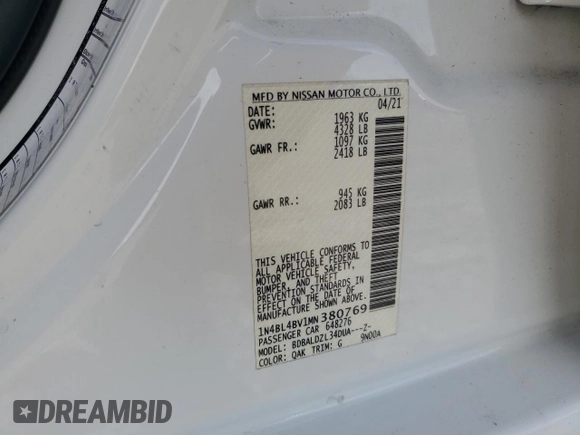 MFD BY NISSAN MOTOR CO., LTD.
DATE: 04/21
GVWR: 1963 KG
4328 LB
GAWR FR.: 1097 KG
2418 LB
GAWR RR.: 945 KG
2083 LB
THIS VEHICLE CONFORMS TO
ALL APPLICABLE FEDERAL
MOTOR VEHICLE SAFETY,
BUMPER, AND THEFT
PREVENTION STANDARDS IN
EFFECT ON THE DATE OF
MANUFACTURE SHOWN ABOVE.
1N4BL4BV1MN380769
PASSENGER CAR 648276
MODEL: BDBALDZL34DUA---Z-
COLOR: QAK TRIM: G 9N00A
DREAMBID